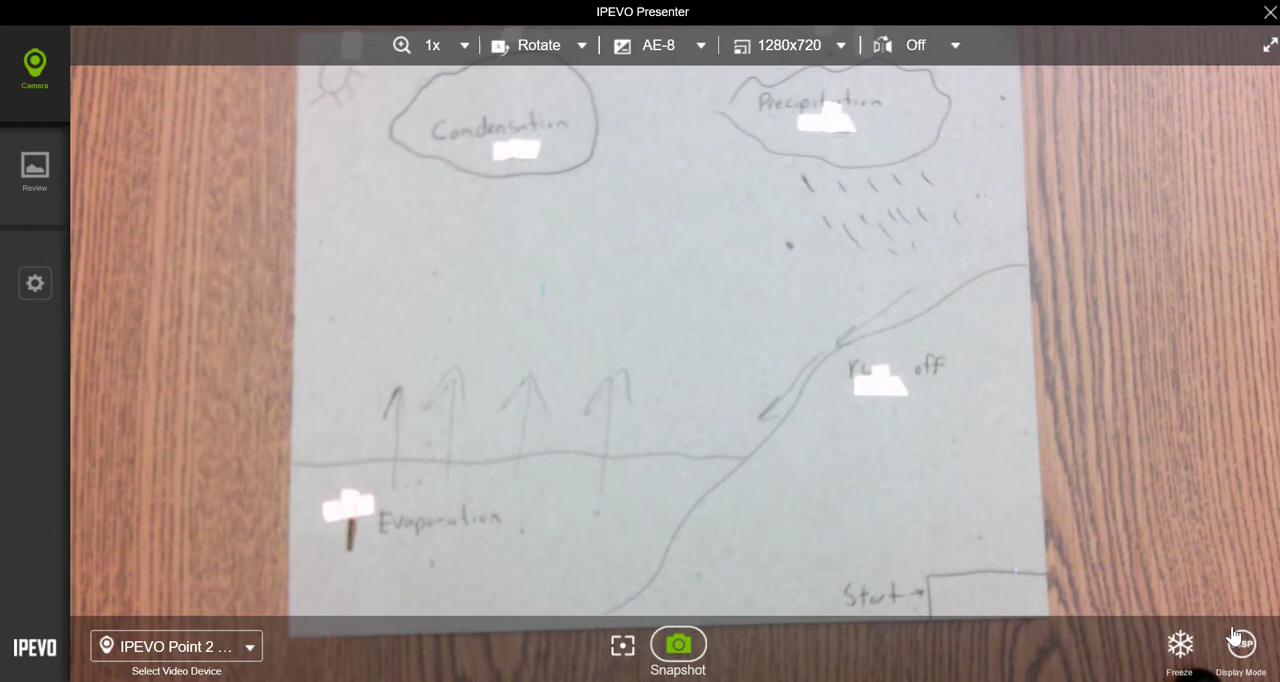 IPEVO Presenter
1x
Rotate
AE-8
1280x720
Off
Camera
Review
Condensation
Precipitation
off
Evaporation
Start
IPEVO
IPEVO Point 2 ...
Select Video Device
Snapshot
Freeze
Display Mode